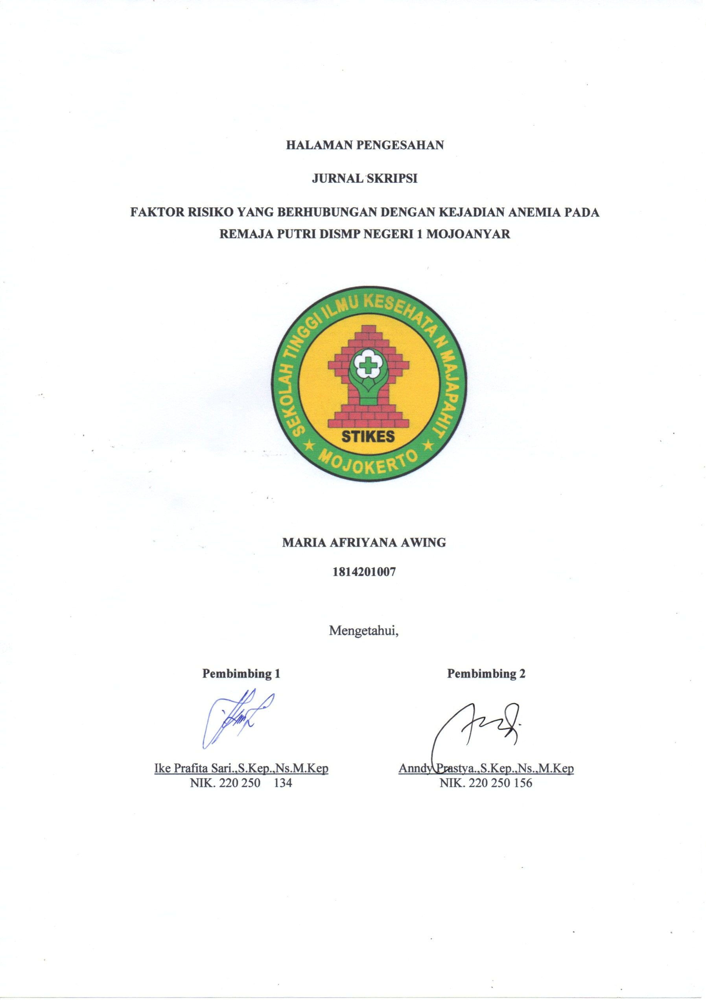 HALAMAN PENGESAHAN
JURNAL SKRIPSI
FAKTOR RISIKO YANG BERHUBUNGAN DENGAN KEJADIAN ANEMIA PADA
REMAJA PUTRI DISMP NEGERI 1 MOJOANYAR
SEKOLAH TINGGI ILMU KESEHATA N MAJAPAHIT
STIKES
MOJOKERTO
MARIA AFRIYANA AWING
1814201007
Mengetahui,
Pembimbing 1 Pembimbing 2
Ike Prafita Sari.,S.Kep.,Ns.M.Kep Anndy Prastya.,S.Kep.,Ns.,M.Kep
NIK. 220 250 134 NIK. 220 250 156